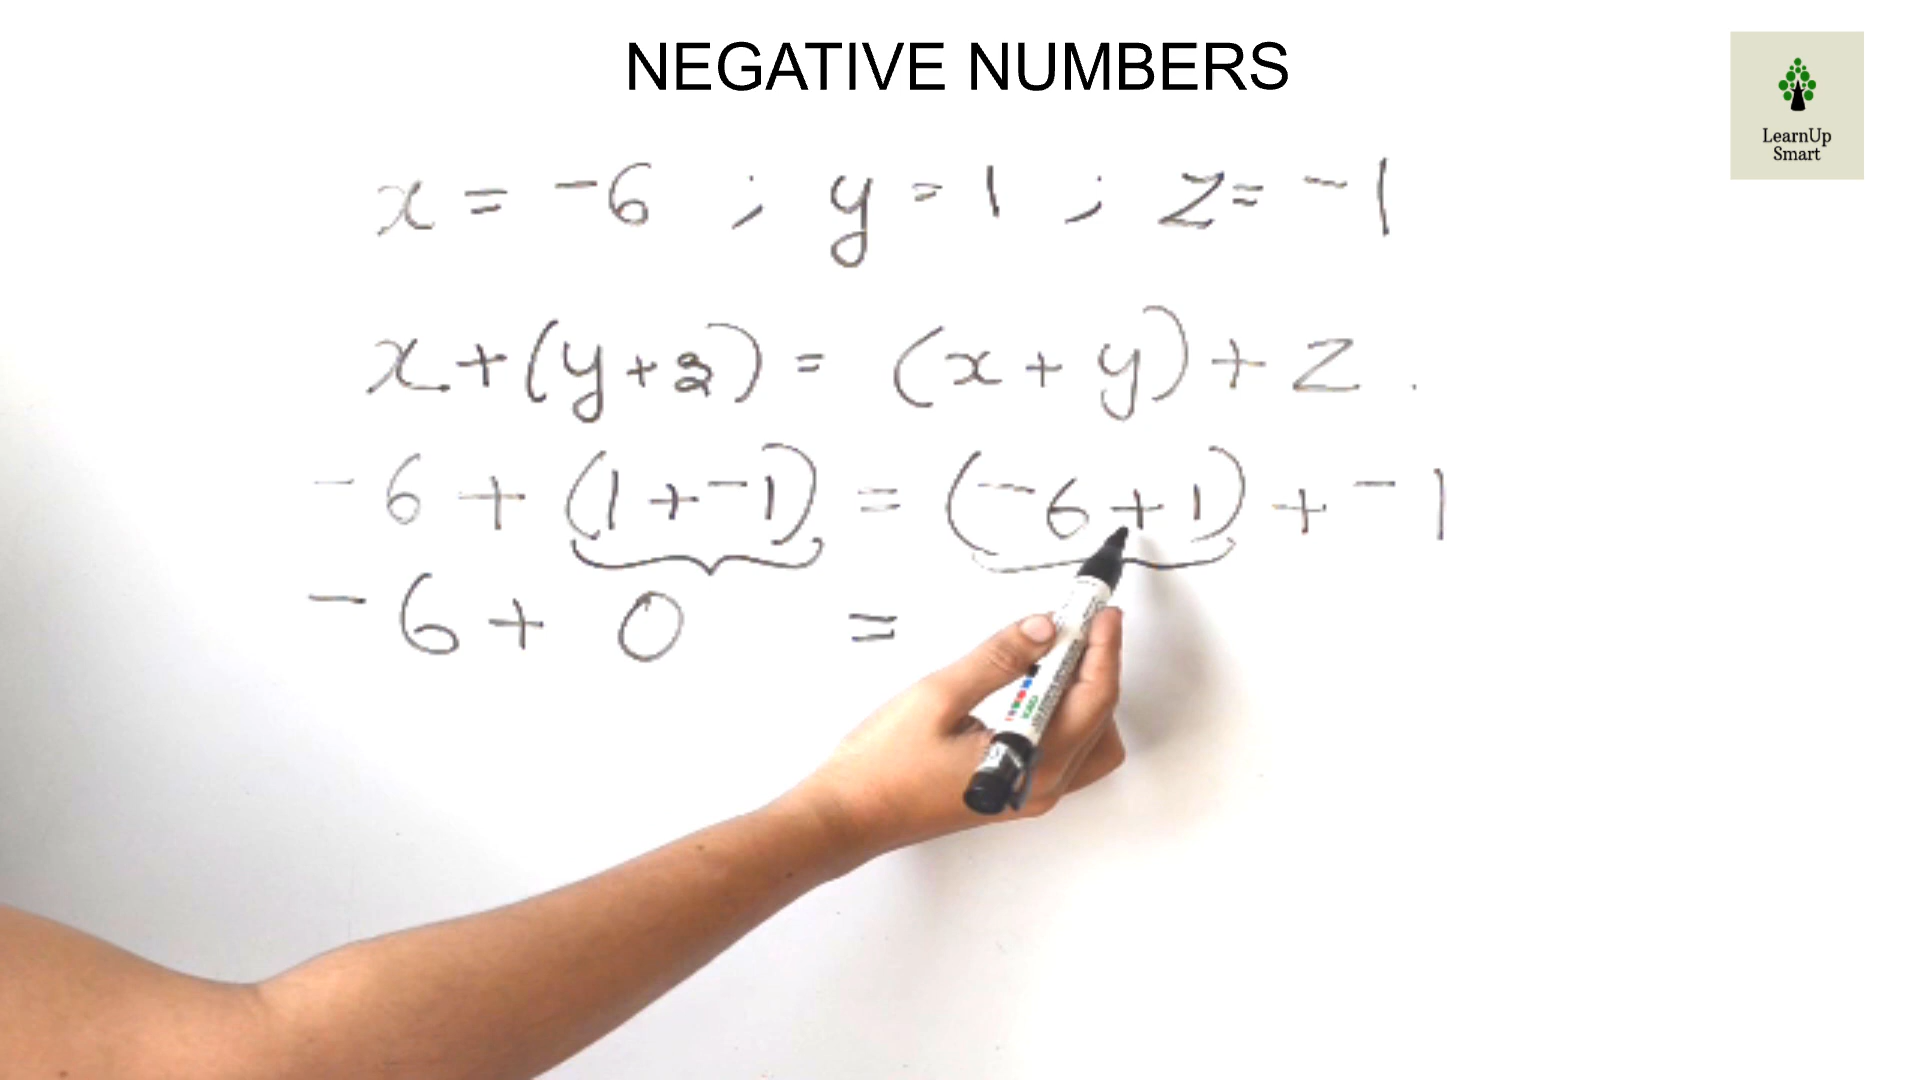 NEGATIVE NUMBERS
LearnUp
Smart
x = -6 ; y = 1 ; z = -1
x + (y + z) = (x + y) + z .
-6 + (1 + -1) = (-6 + 1) + -1
-6 + 0 =